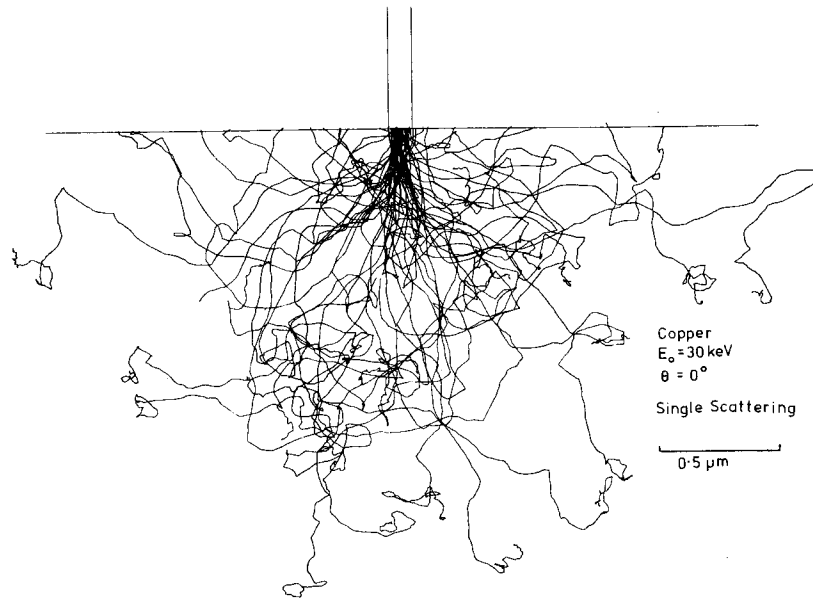 Copper
E₀ = 30 keV
θ = 0°
Single Scattering
0·5 µm